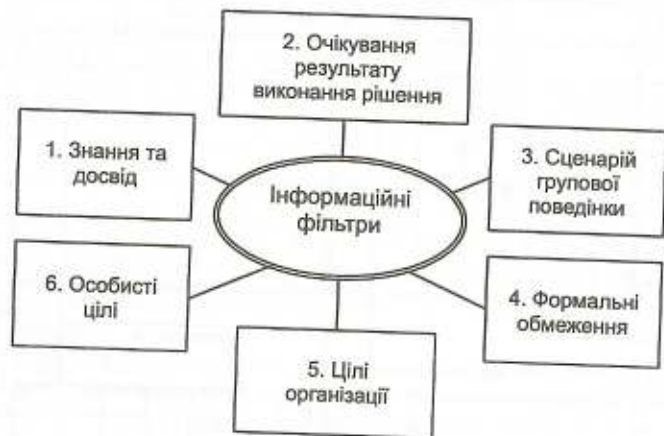 2. Очікування
результату
виконання рішення
1. Знання та
досвід
3. Сценарій
групової
поведінки
Інформаційні
фільтри
6. Особисті
цілі
4. Формальні
обмеження
5. Цілі
організації